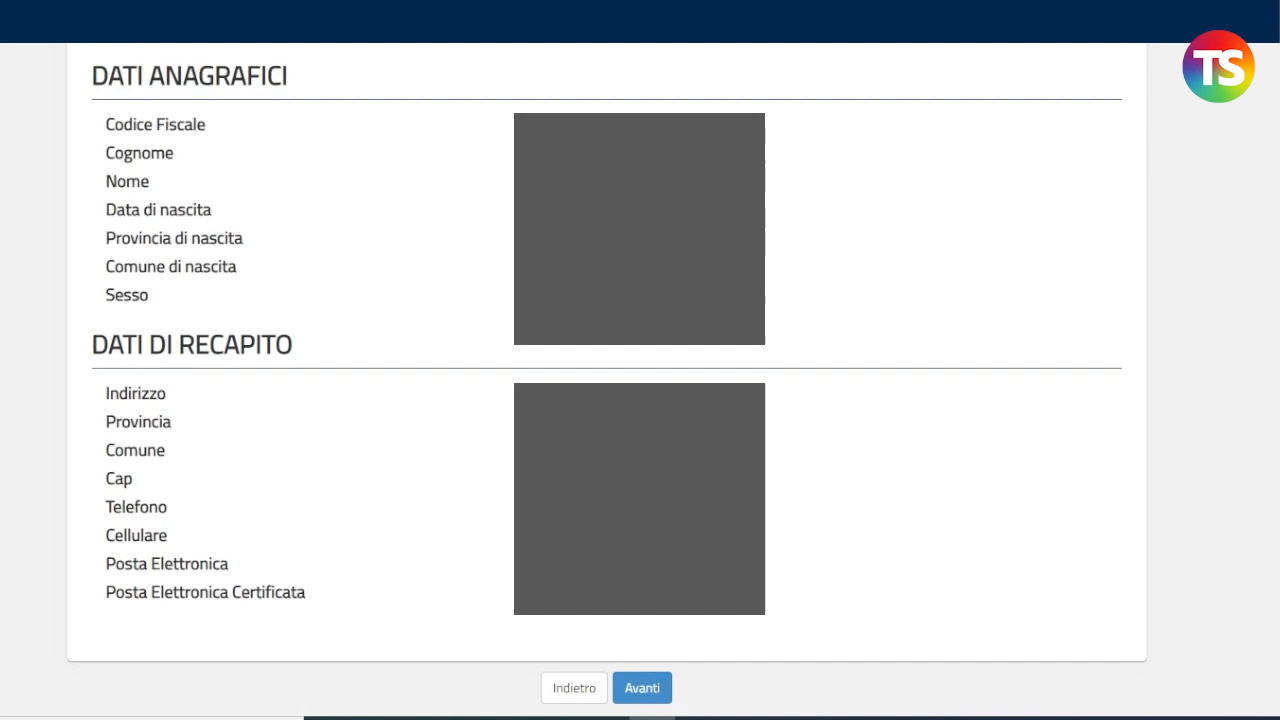 TS
DATI ANAGRAFICI
Codice Fiscale
Cognome
Nome
Data di nascita
Provincia di nascita
Comune di nascita
Sesso
DATI DI RECAPITO
Indirizzo
Provincia
Comune
Cap
Telefono
Cellulare
Posta Elettronica
Posta Elettronica Certificata
Indietro
Avanti